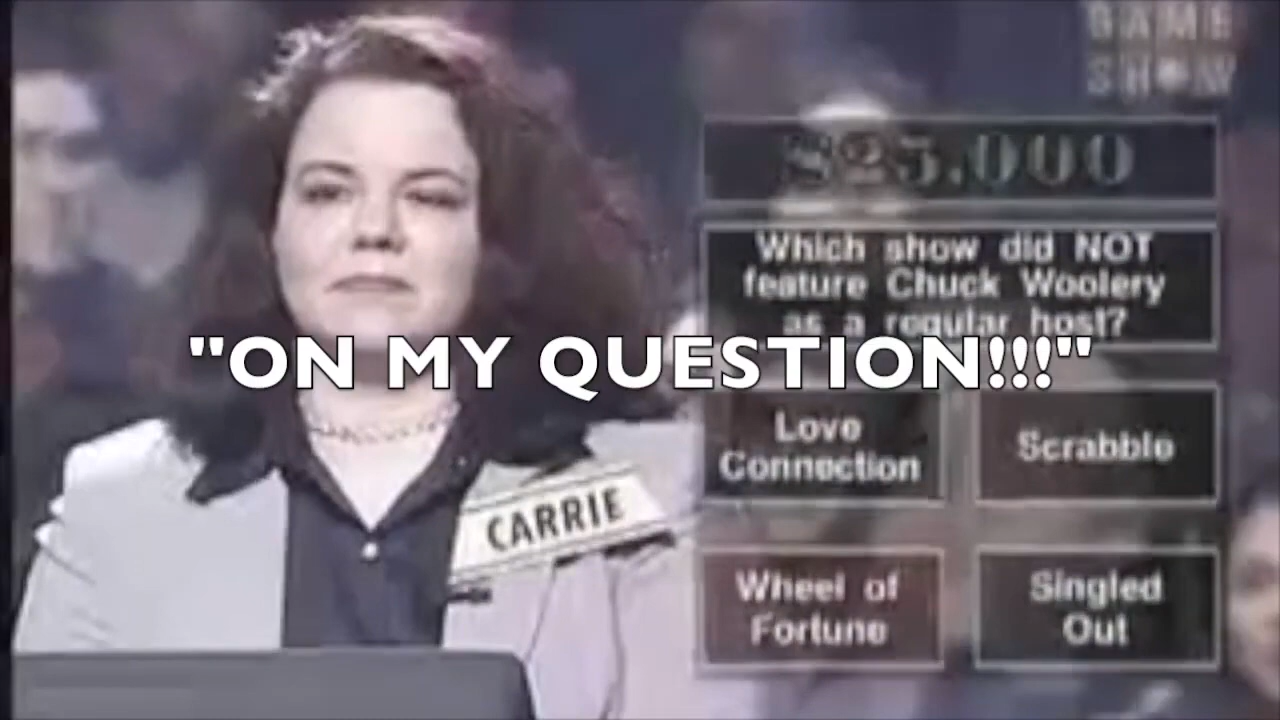 GAME
SHOW
$25,000
Which show did NOT
feature Chuck Woolery
as a regular host?
"ON MY QUESTION!!!"
Love
Connection
Scrabble
CARRIE
Wheel of
Fortune
Singled
Out